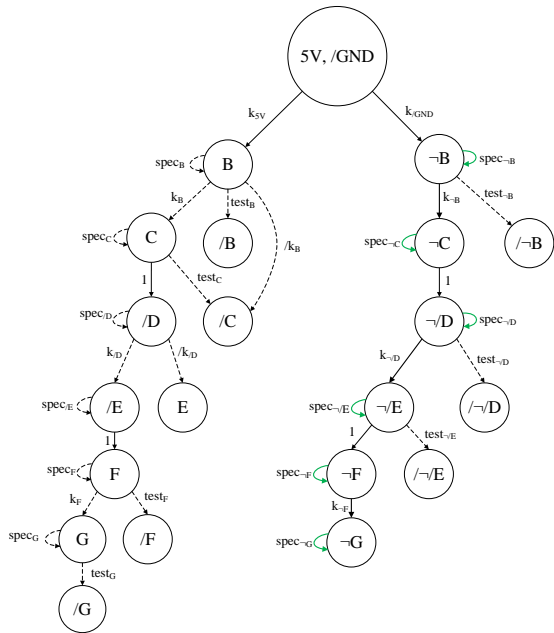 5V, /GND
k5V
k/GND
specB
B
¬B
spec¬B
kB
testB
k¬B
test¬B
specC
C
/B
/kB
spec¬C
¬C
/¬B
1
testC
1
spec/D
/D
/C
¬/D
spec¬/D
k/D
/k/D
k¬/D
test¬/D
spec/E
/E
E
spec¬/E
¬/E
/¬/D
1
1
test¬/E
specF
F
spec¬F
¬F
/¬/E
kF
testF
k¬F
specG
G
/F
spec¬G
¬G
testG
/G